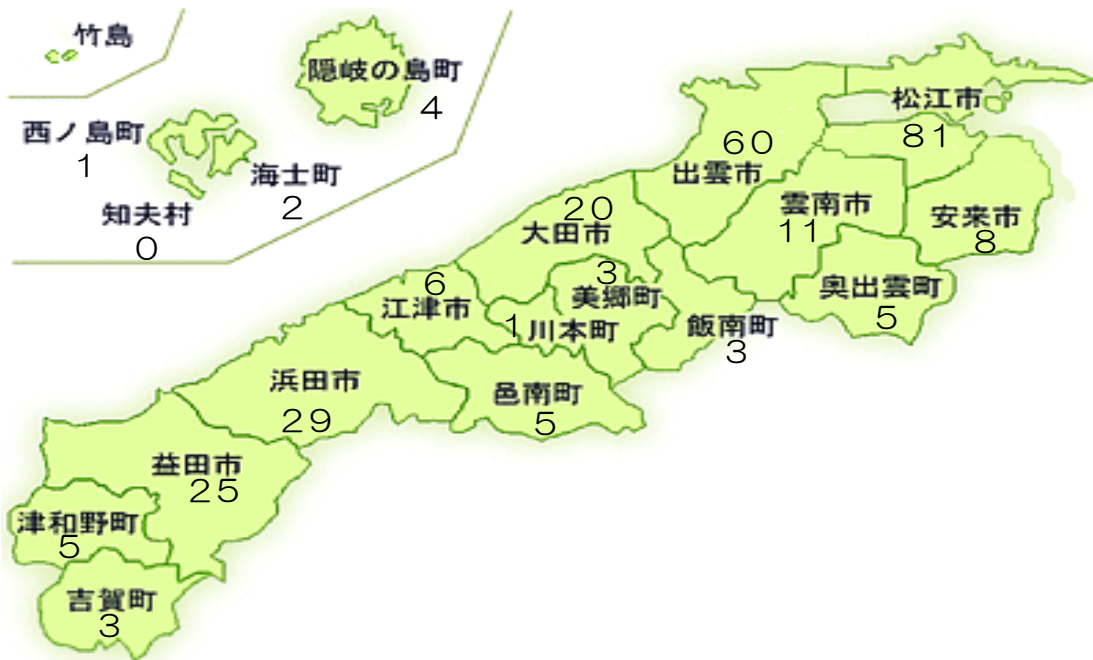 竹島
隠岐の島町
4
西ノ島町
1
海士町
2
知夫村
0
松江市
81
60
出雲市
雲南市
11
安来市
8
20
大田市
奥出雲町
5
3
美郷町
6
江津市
1
川本町
飯南町
3
浜田市
29
邑南町
5
益田市
25
津和野町
5
吉賀町
3